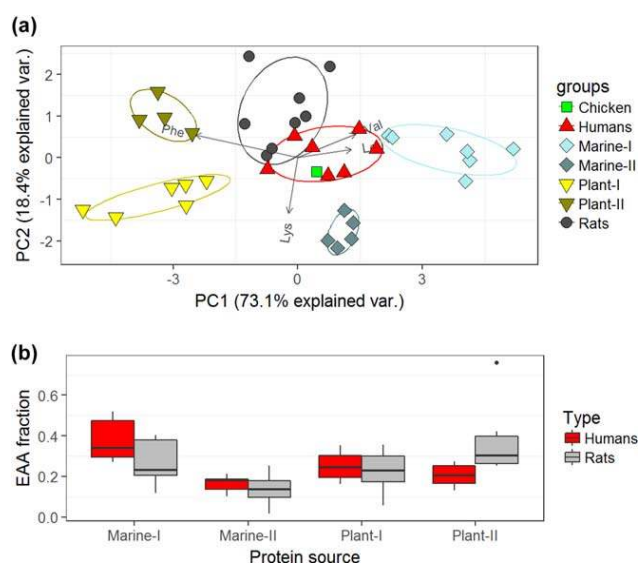 (a)
PC2 (18.4% explained var.)
2
1
0
-1
-2
Phe
Val
Lys
-3
0
3
PC1 (73.1% explained var.)
groups
Chicken
Humans
Marine-I
Marine-II
Plant-I
Plant-II
Rats
(b)
EAA fraction
0.6
0.4
0.2
0.0
Marine-I
Marine-II
Plant-I
Plant-II
Protein source
Type
Humans
Rats